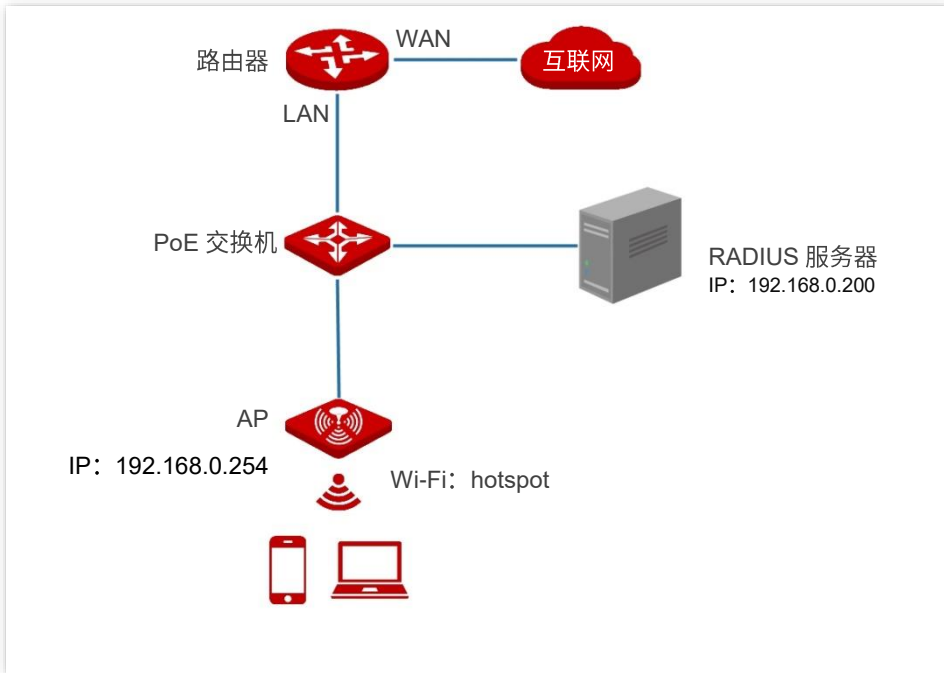 路由器
WAN
互联网
LAN
PoE 交换机
RADIUS 服务器
IP：192.168.0.200
AP
IP：192.168.0.254
Wi-Fi：hotspot